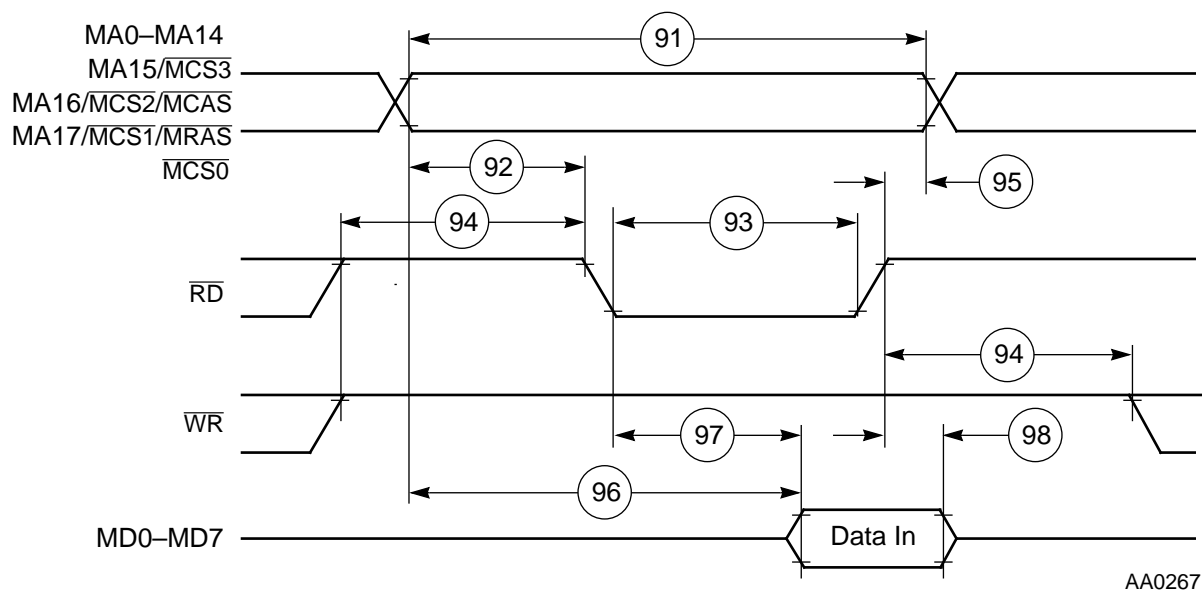 MA0–MA14
91
MA15/MCS3
MA16/MCS2/MCAS
MA17/MCS1/MRAS
MCS0
92
95
94
93
RD
94
WR
97
98
96
MD0–MD7
Data In
AA0267